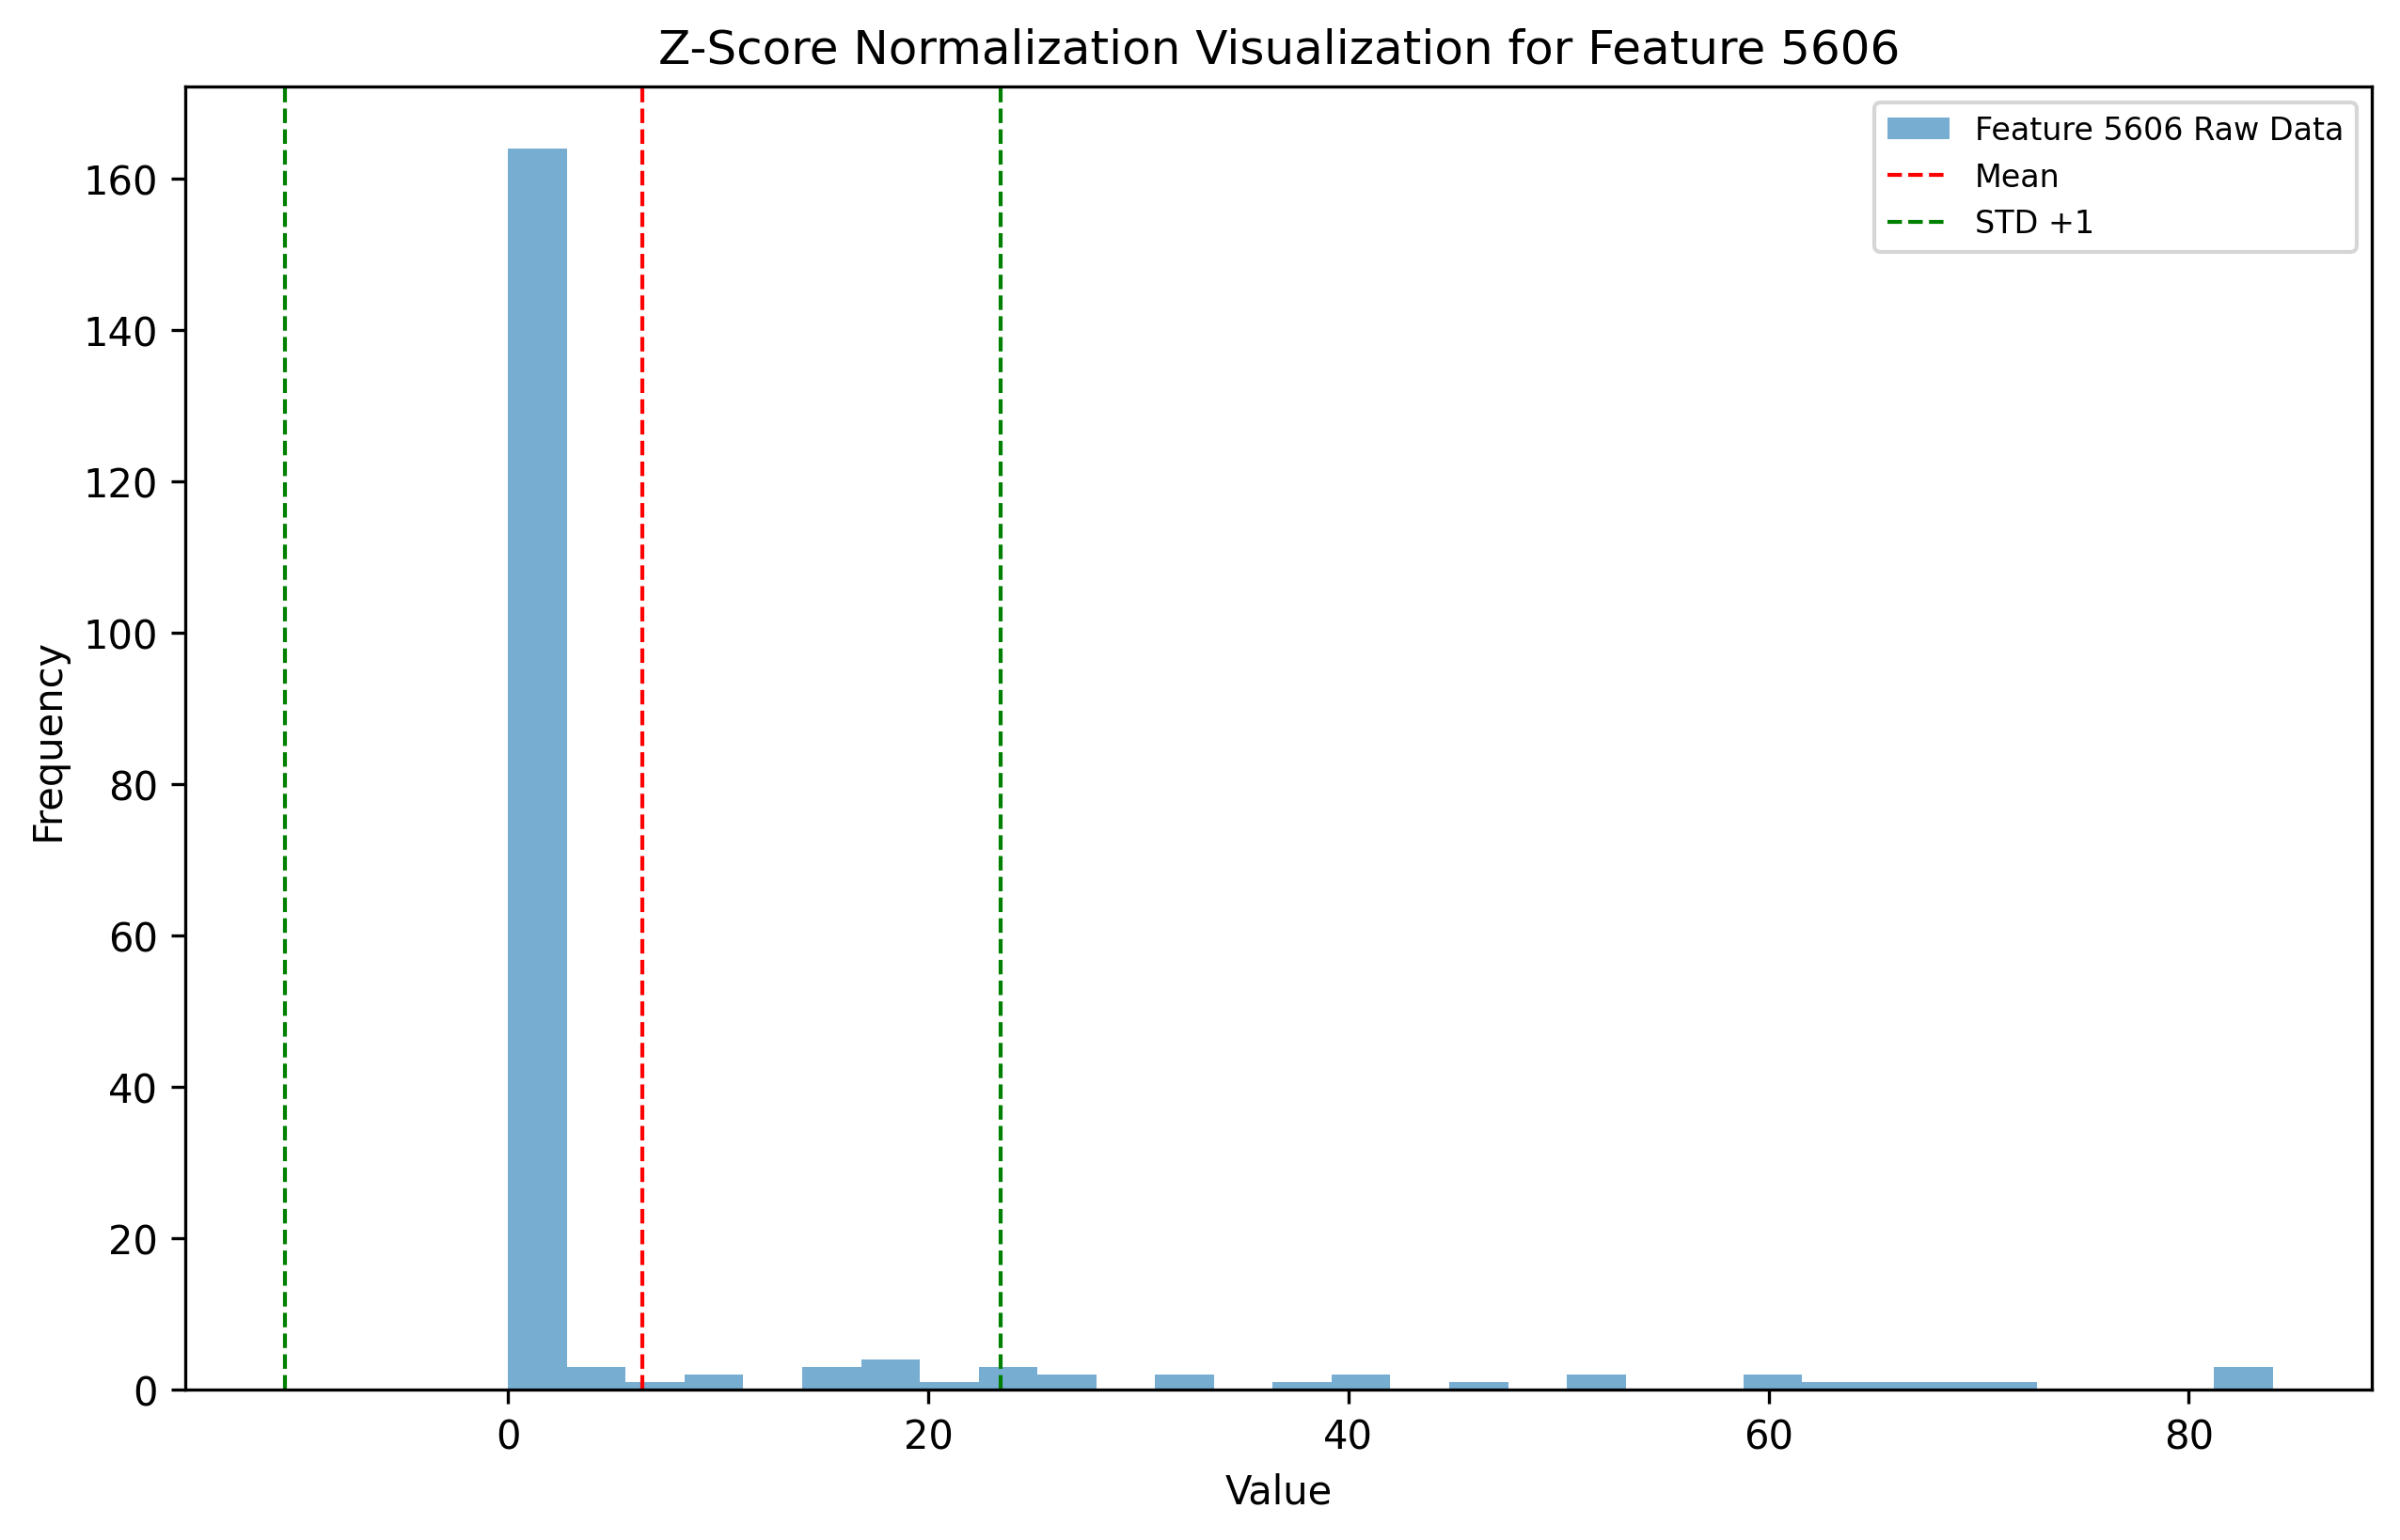 Z-Score Normalization Visualization for Feature 5606
Feature 5606 Raw Data
Mean
STD +1
160
140
120
100
80
60
40
20
0
Frequency
0 20 40 60 80
Value